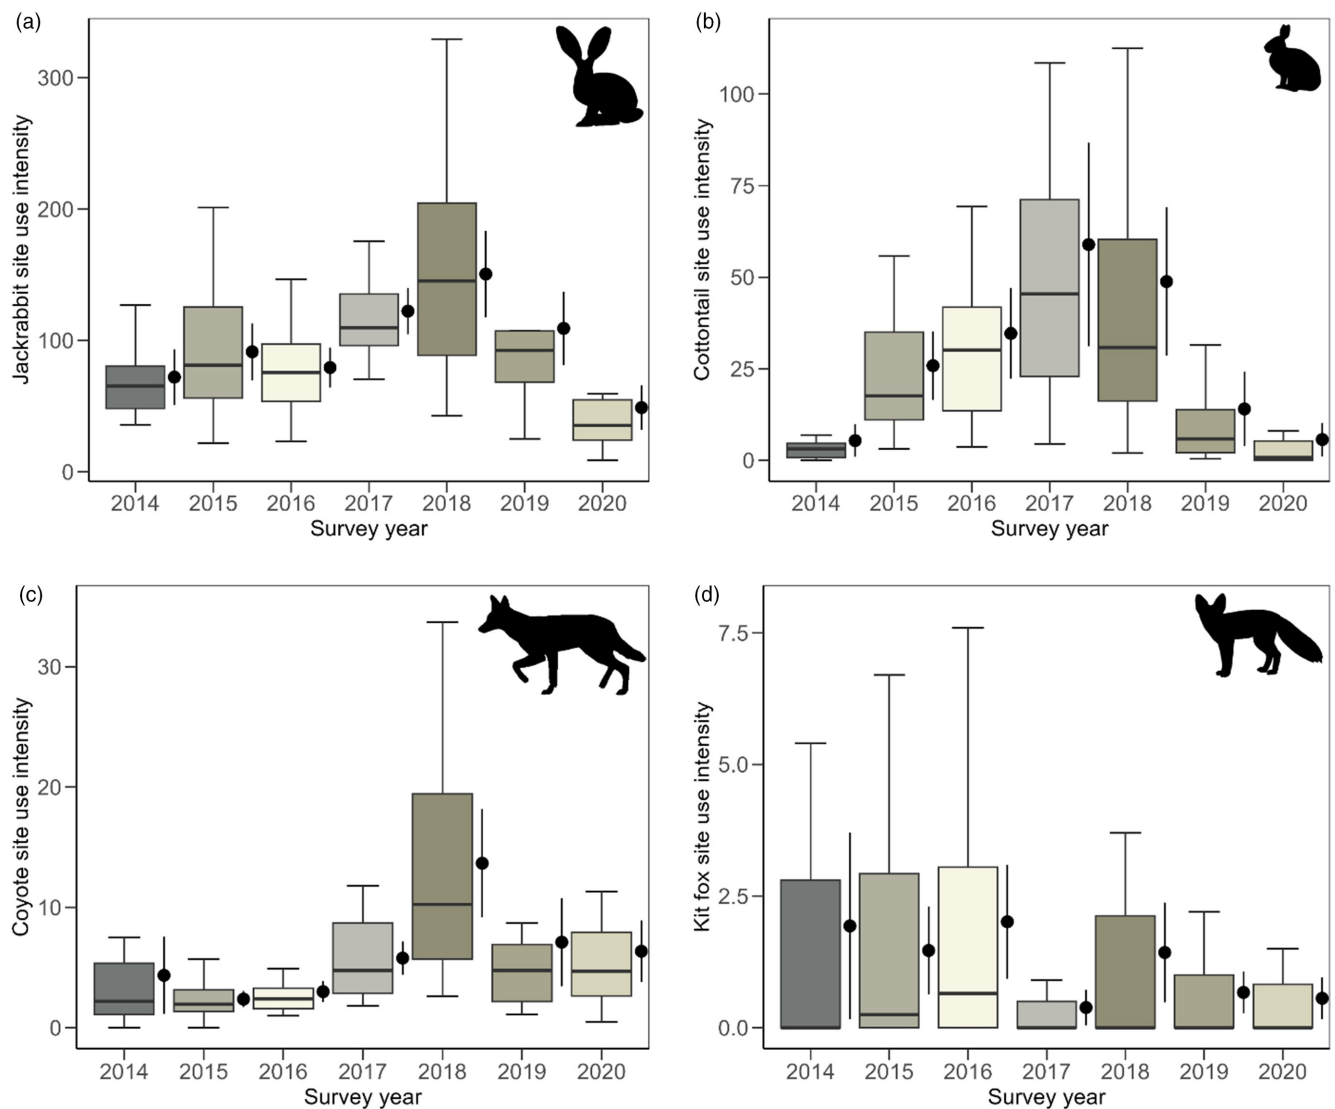 (a)
Jackrabbit site use intensity
300
200
100
0
2014 2015 2016 2017 2018 2019 2020
Survey year
(b)
Cottontail site use intensity
100
75
50
25
0
2014 2015 2016 2017 2018 2019 2020
Survey year
(c)
Coyote site use intensity
30
20
10
0
2014 2015 2016 2017 2018 2019 2020
Survey year
(d)
Kit fox site use intensity
7.5
5.0
2.5
0.0
2014 2015 2016 2017 2018 2019 2020
Survey year